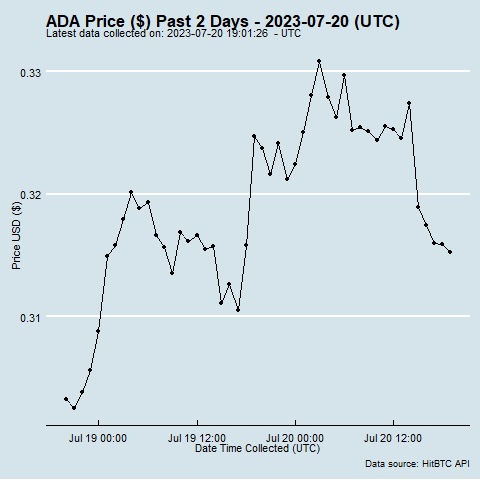 ADA Price ($) Past 2 Days - 2023-07-20 (UTC)
Latest data collected on: 2023-07-20 19:01:26 - UTC
0.33
0.32
0.31
Price USD ($)
Jul 19 00:00 Jul 19 12:00 Jul 20 00:00 Jul 20 12:00
Date Time Collected (UTC)
Data source: HitBTC API